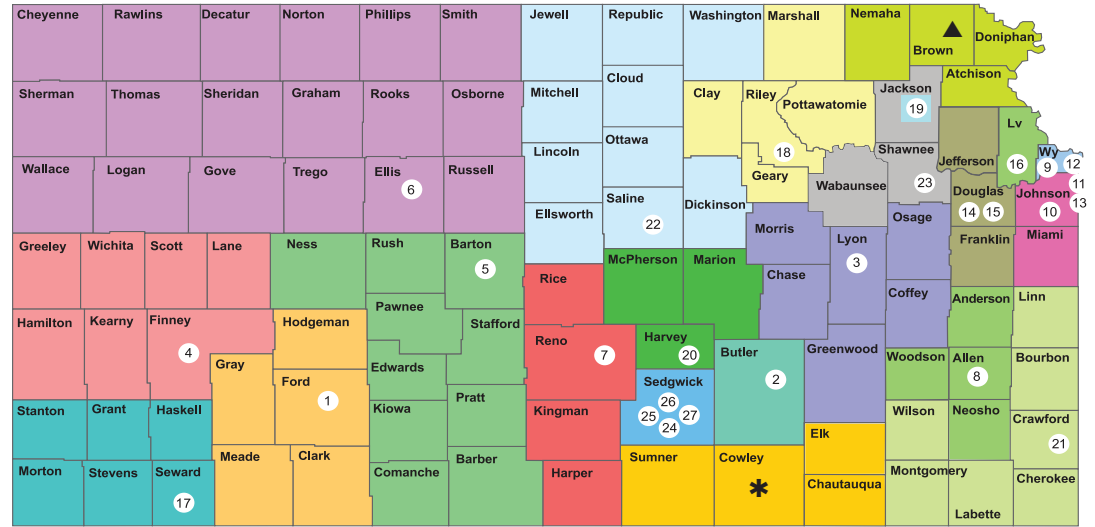 Cheyenne Rawlins Decatur Norton Phillips Smith Jewell Republic Washington Marshall Nemaha
Brown Doniphan
Sherman Thomas Sheridan Graham Rooks Osborne Mitchell Cloud Clay Riley Pottawatomie Jackson Atchison
19
Lv
Ottawa
Wallace Logan Gove Trego Ellis Russell Lincoln Geary Shawnee Jefferson Wy
6 18 16 9 12
Wabaunsee 23 Douglas Johnson 11
14 15 10 13
Ellsworth Saline Dickinson
22
Morris Lyon Osage Franklin Miami
3
Greeley Wichita Scott Lane Ness Rush Barton
5
Rice McPherson Marion Chase Coffey Anderson Linn
Hamilton Kearny Finney Hodgeman Pawnee Stafford
4
Reno Harvey Butler Greenwood Woodson Allen Bourbon
7 20 2 8
Gray Ford Edwards
1
Kiowa Pratt Kingman Sedgwick
26
25 27
24
Stanton Grant Haskell
Wilson Neosho Crawford
21
Elk
Morton Stevens Seward Meade Clark Comanche Barber Harper Sumner Cowley Chautauqua Montgomery Labette Cherokee
17 *